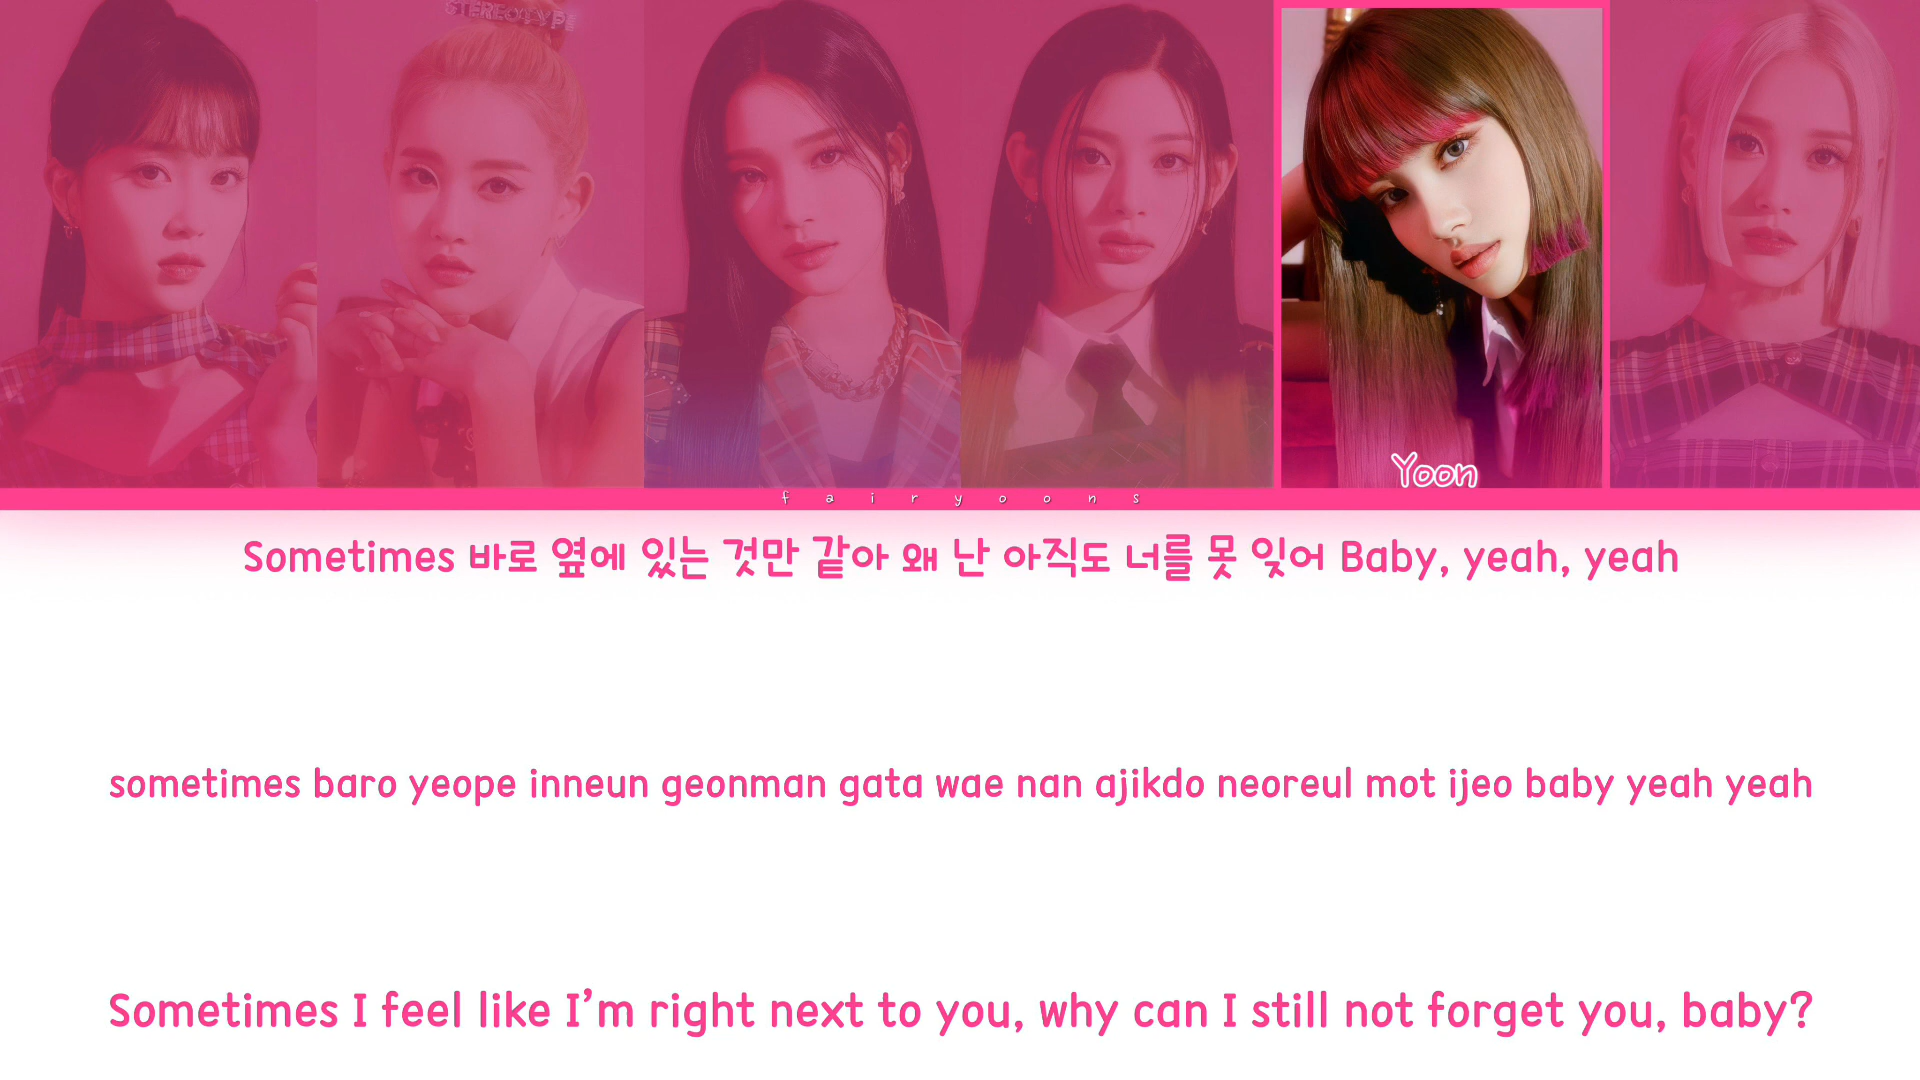 STEREOTYPE
Yoon
fairyoons
Sometimes 바로 옆에 있는 것만 같아 왜 난 아직도 너를 못 잊어 Baby, yeah, yeah
sometimes baro yeope inneun geonman gata wae nan ajikdo neoreul mot ijeo baby yeah yeah
Sometimes I feel like I’m right next to you, why can I still not forget you, baby?